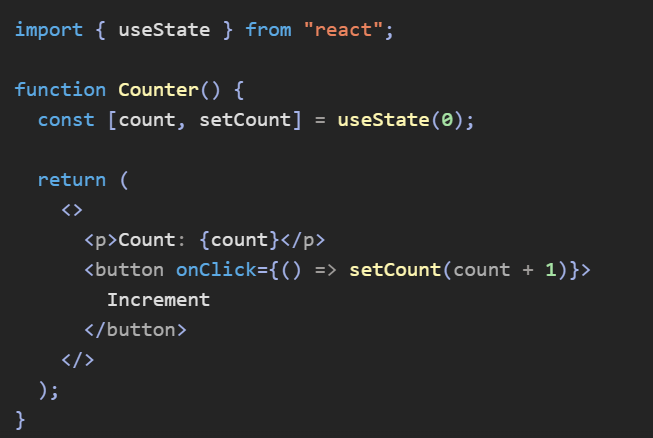 import { useState } from "react";

function Counter() {
  const [count, setCount] = useState(0);

  return (
    <>
      <p>Count: {count}</p>
      <button onClick={() => setCount(count + 1)}>
        Increment
      </button>
    </>
  );
}